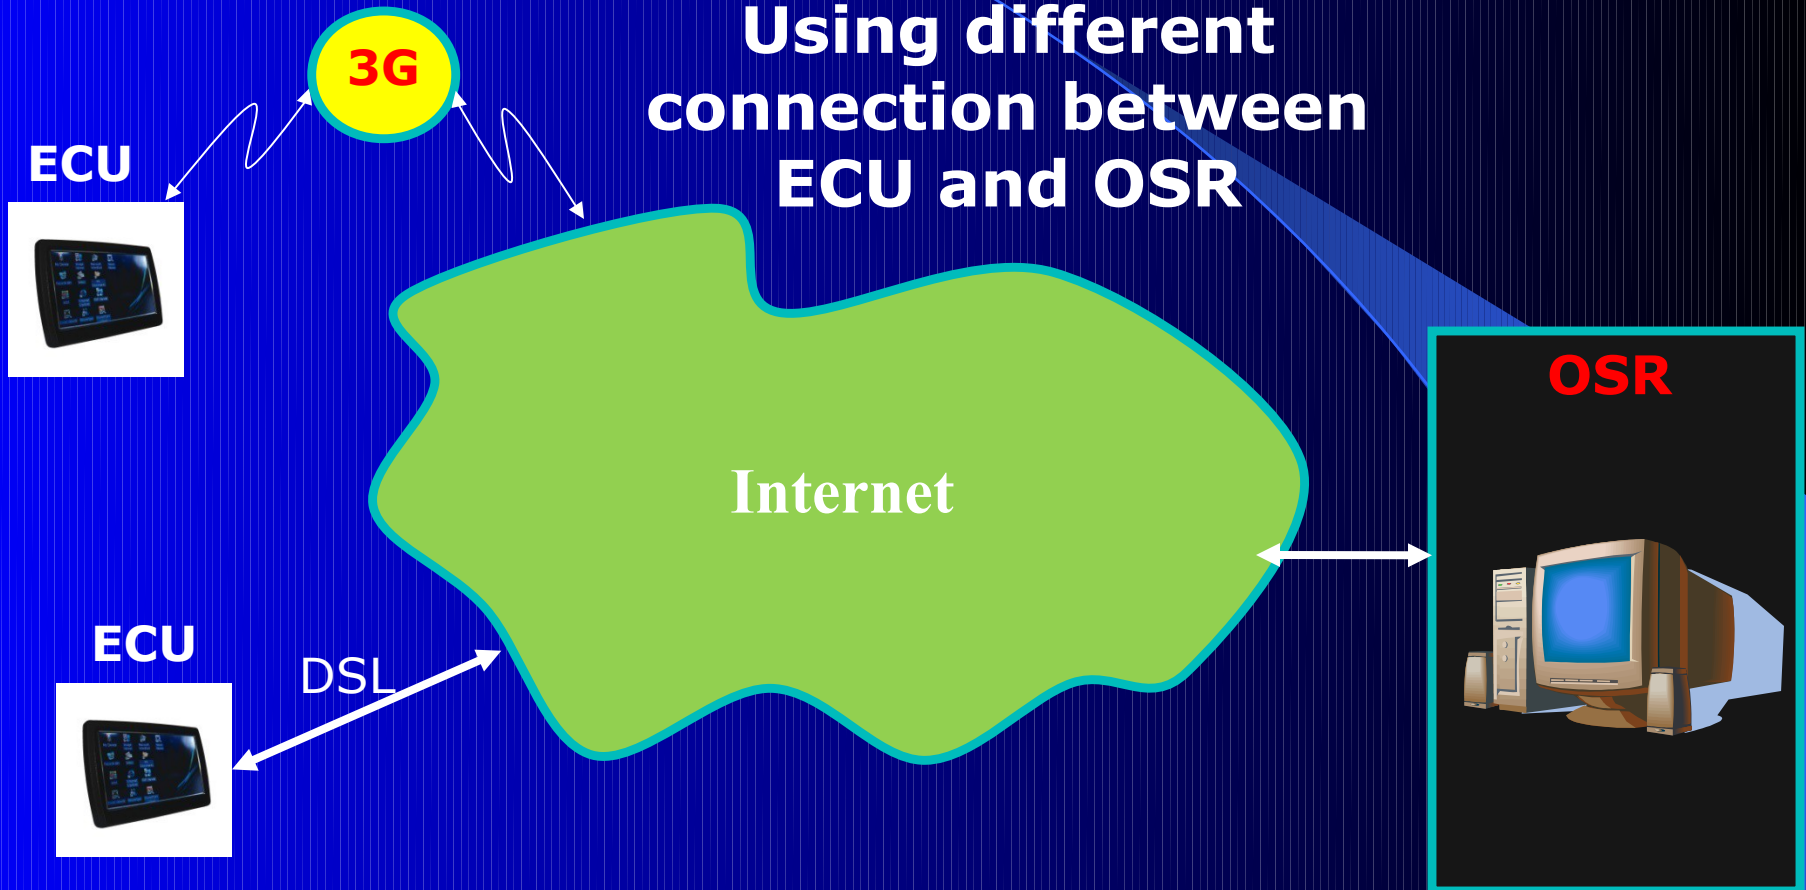 Using different
connection between
ECU and OSR
3G
ECU
OSR
Internet
ECU
DSL